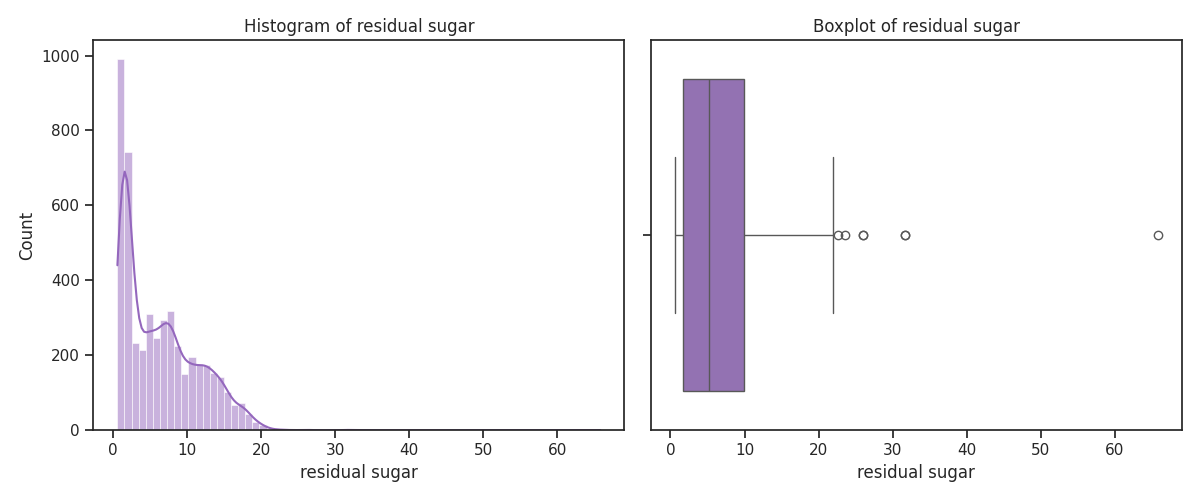 Histogram of residual sugar
Count
1000
800
600
400
200
0
0 10 20 30 40 50 60
residual sugar
Boxplot of residual sugar
0 10 20 30 40 50 60
residual sugar